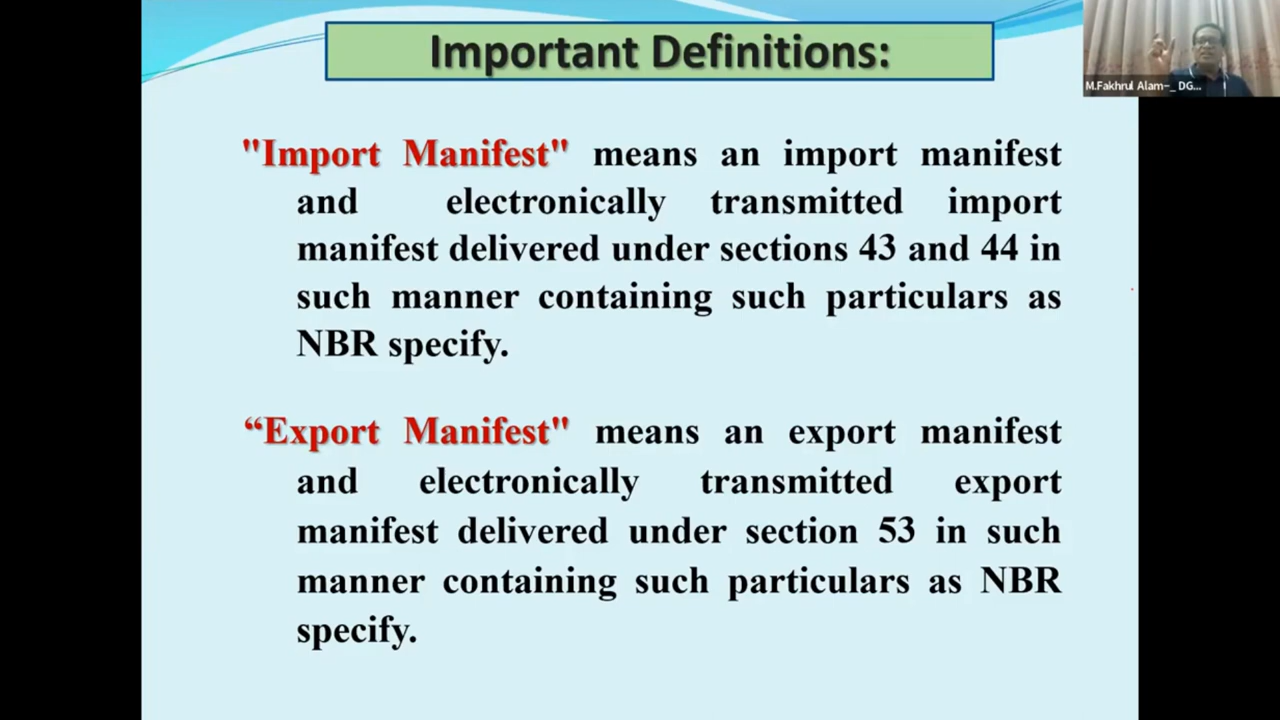 Important Definitions:
M.Fakhrul Alam-_ DG...
"Import Manifest" means an import manifest
and electronically transmitted import
manifest delivered under sections 43 and 44 in
such manner containing such particulars as
NBR specify.
“Export Manifest" means an export manifest
and electronically transmitted export
manifest delivered under section 53 in such
manner containing such particulars as NBR
specify.